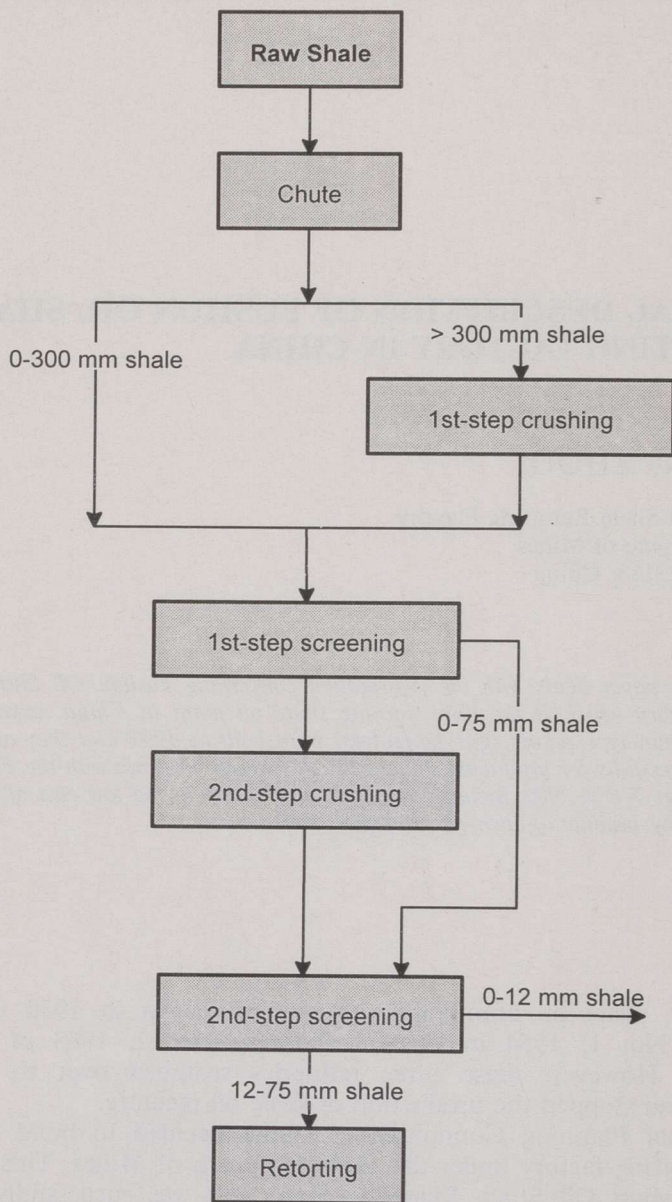 Raw Shale
Chute
0-300 mm shale
> 300 mm shale
1st-step crushing
1st-step screening
0-75 mm shale
2nd-step crushing
2nd-step screening
0-12 mm shale
12-75 mm shale
Retorting